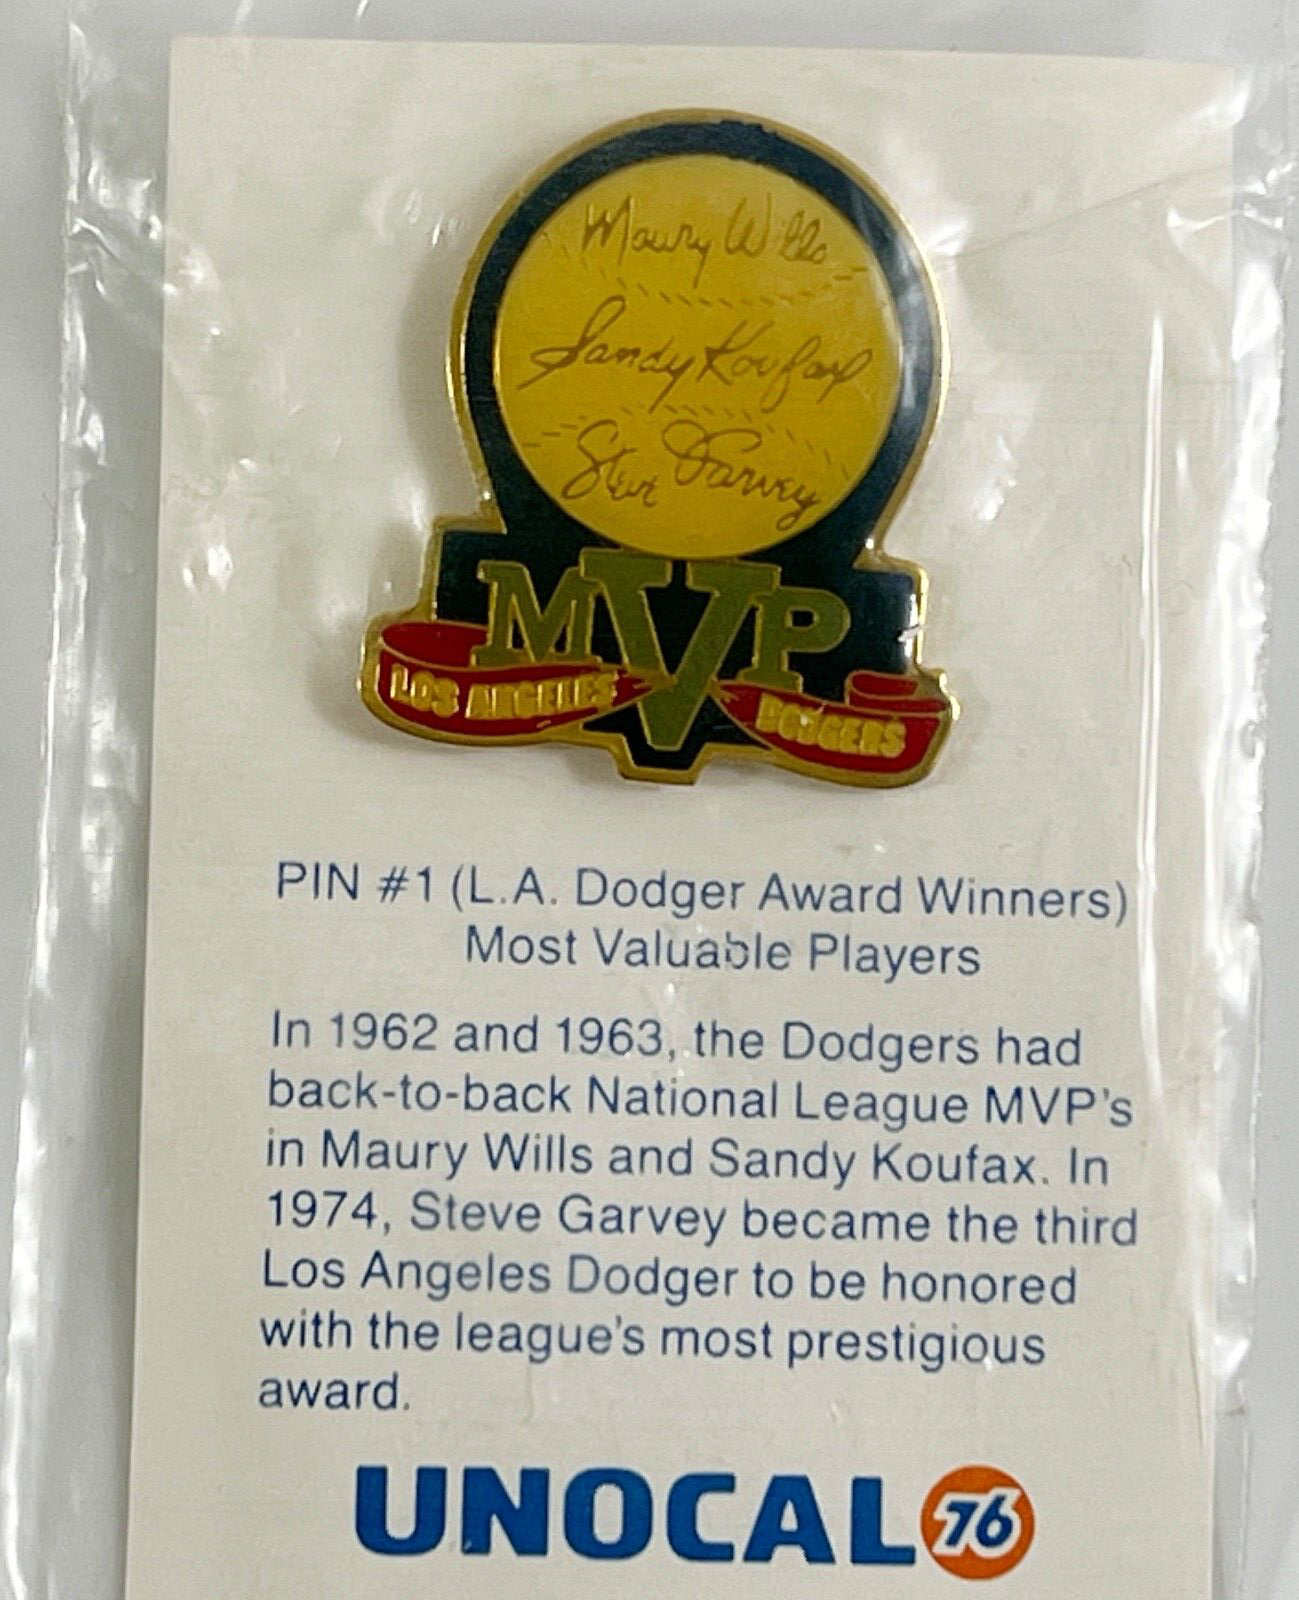 Maury Wills
Sandy Koufax
Steve Garvey
MVP
LOS ANGELES DODGERS
PIN #1 (L.A. Dodger Award Winners)
Most Valuable Players
In 1962 and 1963, the Dodgers had
back-to-back National League MVP's
in Maury Wills and Sandy Koufax. In
1974, Steve Garvey became the third
Los Angeles Dodger to be honored
with the league's most prestigious
award.
UNOCAL 76